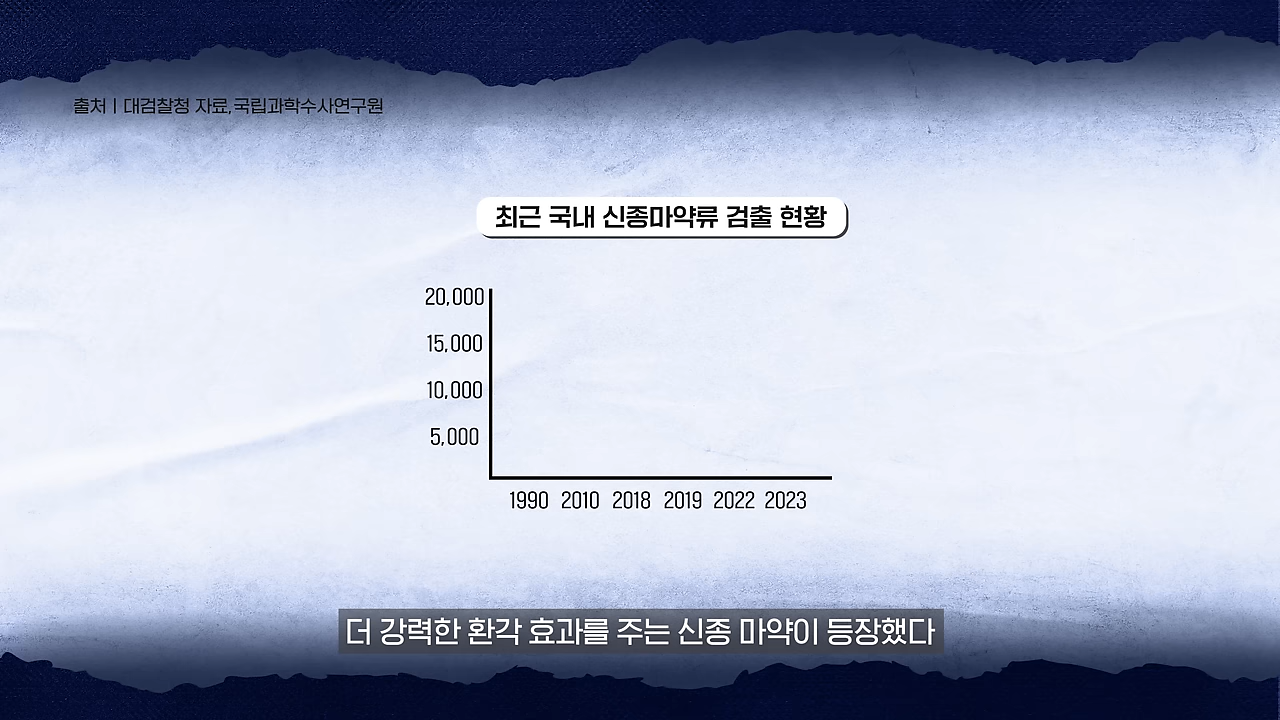 출처ㅣ대검찰청 자료,국립과학수사연구원
최근 국내 신종마약류 검출 현황
20,000
15,000
10,000
5,000
1990 2010 2018 2019 2022 2023
더 강력한 환각 효과를 주는 신종 마약이 등장했다